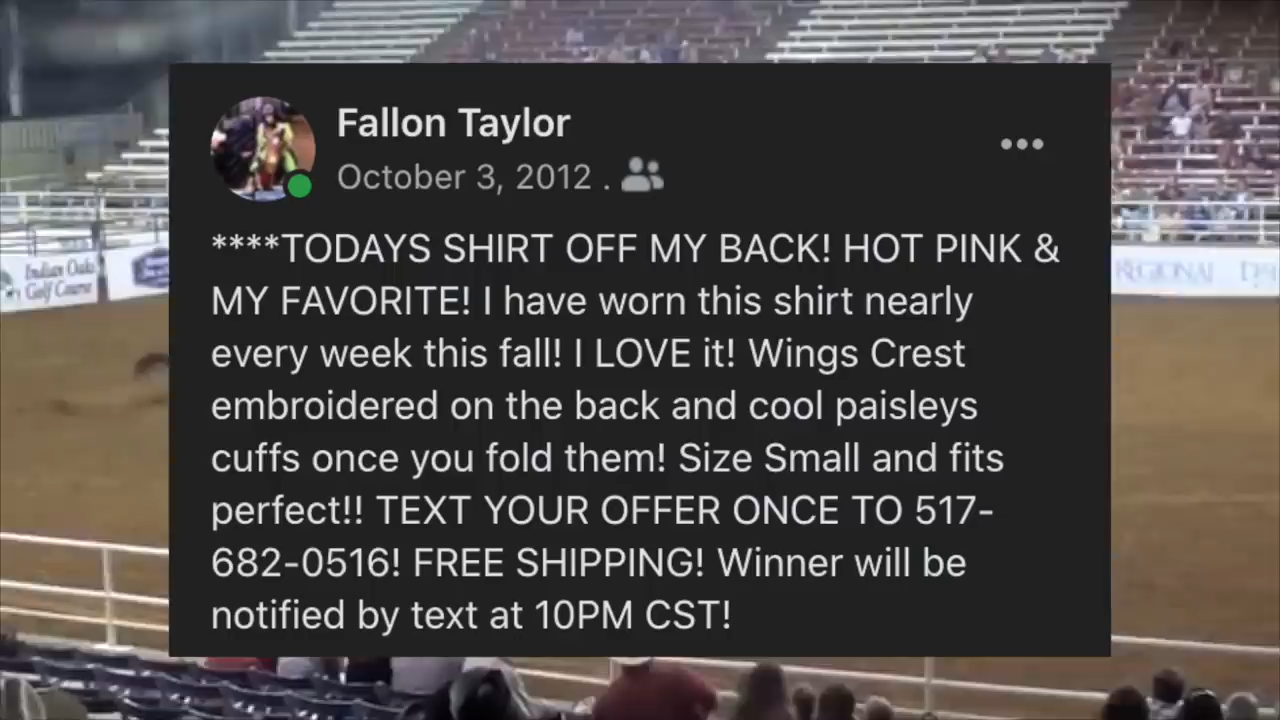 Fallon Taylor
October 3, 2012 .
****TODAYS SHIRT OFF MY BACK! HOT PINK &
MY FAVORITE! I have worn this shirt nearly
every week this fall! I LOVE it! Wings Crest
embroidered on the back and cool paisleys
cuffs once you fold them! Size Small and fits
perfect!! TEXT YOUR OFFER ONCE TO 517-
682-0516! FREE SHIPPING! Winner will be
notified by text at 10PM CST!
Indian Oaks
Golf Course
REGIONAL